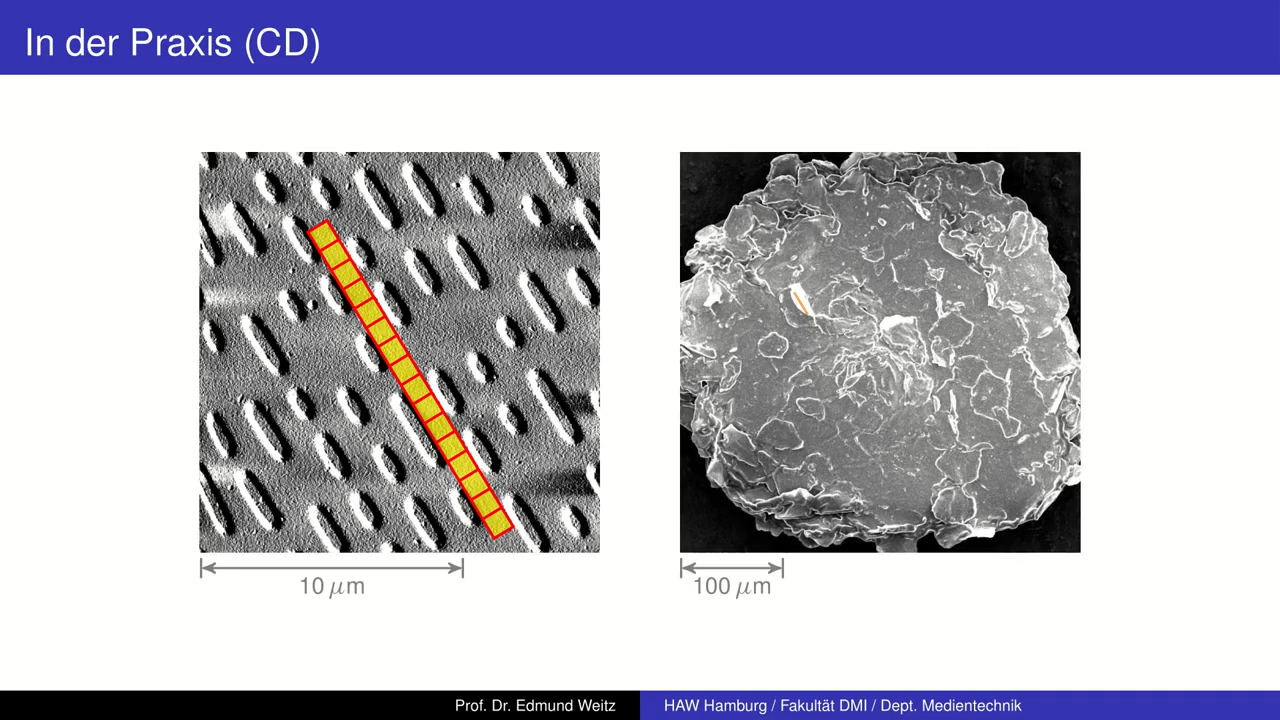 In der Praxis (CD)
10 μm
100 μm
Prof. Dr. Edmund Weitz
HAW Hamburg / Fakultät DMI / Dept. Medientechnik